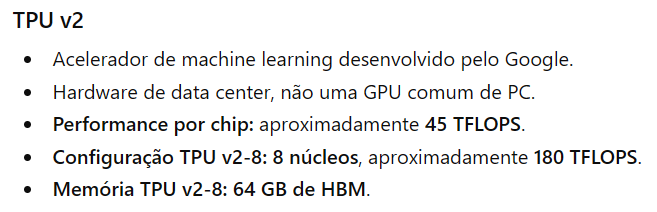 TPU v2
• Acelerador de machine learning desenvolvido pelo Google.
• Hardware de data center, não uma GPU comum de PC.
• Performance por chip: aproximadamente 45 TFLOPS.
• Configuração TPU v2-8: 8 núcleos, aproximadamente 180 TFLOPS.
• Memória TPU v2-8: 64 GB de HBM.